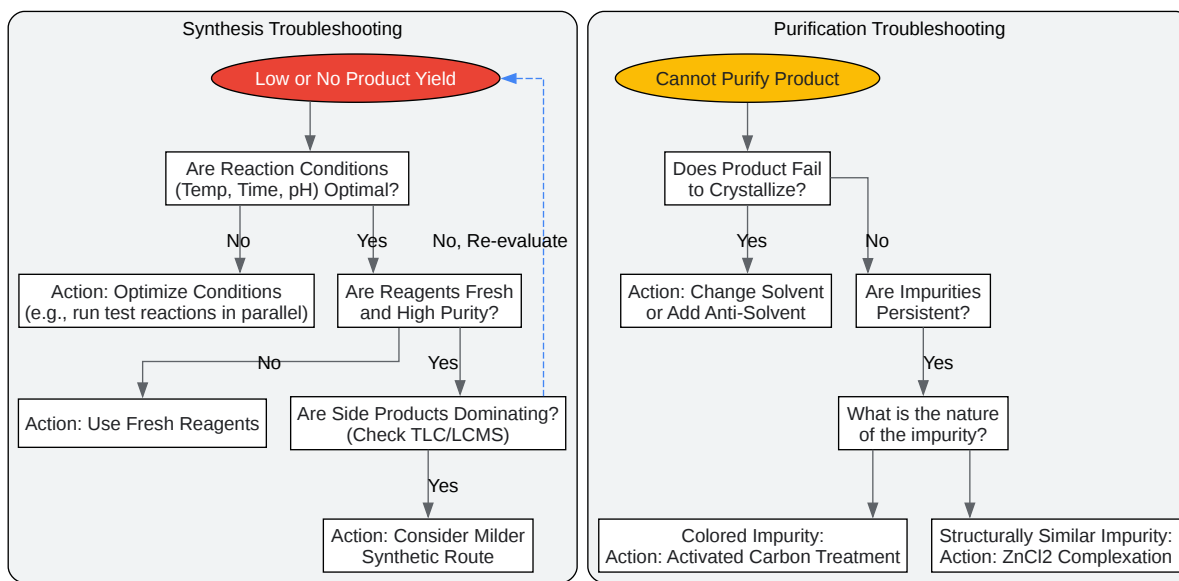 Synthesis Troubleshooting
Low or No Product Yield
Are Reaction Conditions
(Temp, Time, pH) Optimal?
No
Yes
No, Re-evaluate
Action: Optimize Conditions
(e.g., run test reactions in parallel)
Are Reagents Fresh
and High Purity?
No
Yes
Action: Use Fresh Reagents
Are Side Products Dominating?
(Check TLC/LCMS)
Yes
Action: Consider Milder
Synthetic Route
Purification Troubleshooting
Cannot Purify Product
Does Product Fail
to Crystallize?
Yes
No
Action: Change Solvent
or Add Anti-Solvent
Are Impurities
Persistent?
Yes
What is the nature
of the impurity?
Colored Impurity:
Action: Activated Carbon Treatment
Structurally Similar Impurity:
Action: ZnCl2 Complexation